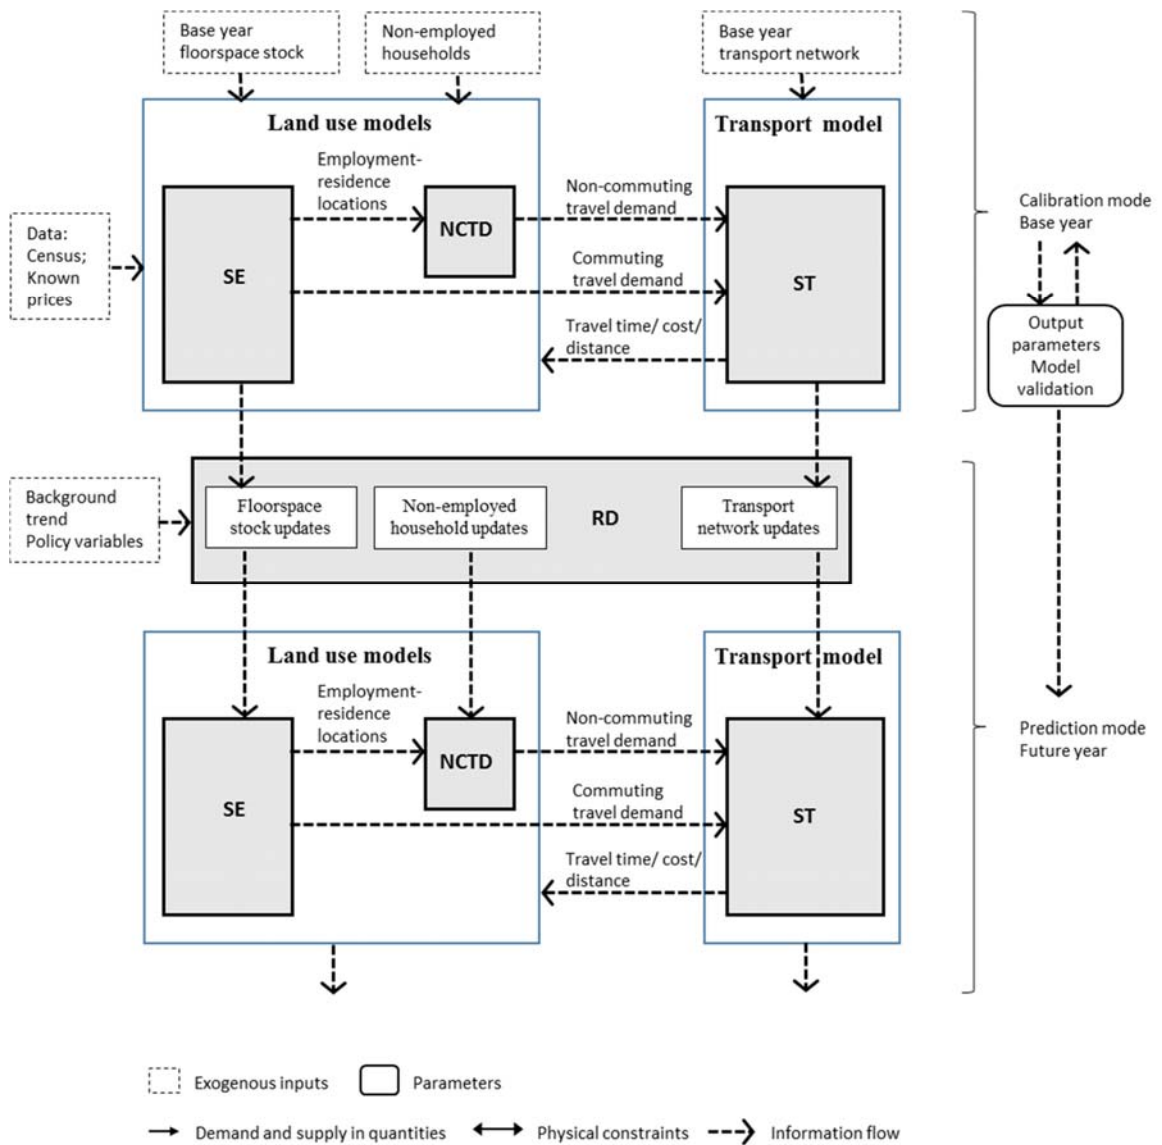 Base year
floorspace stock
Non-employed
households
Base year
transport network
Land use models
Transport model
Employment-
residence
locations
Non-commuting
travel demand
NCTD
SE
Commuting
travel demand
ST
Travel time/ cost/
distance
Data:
Census;
Known
prices
Calibration mode
Base year
Output
parameters
Model
validation
Background
trend
Policy variables
Floorspace
stock updates
Non-employed
household updates
RD
Transport
network updates
Land use models
Transport model
Employment-
residence
locations
Non-commuting
travel demand
NCTD
SE
Commuting
travel demand
ST
Travel time/ cost/
distance
Prediction mode
Future year
Exogenous inputs
Parameters
Demand and supply in quantities
Physical constraints
Information flow